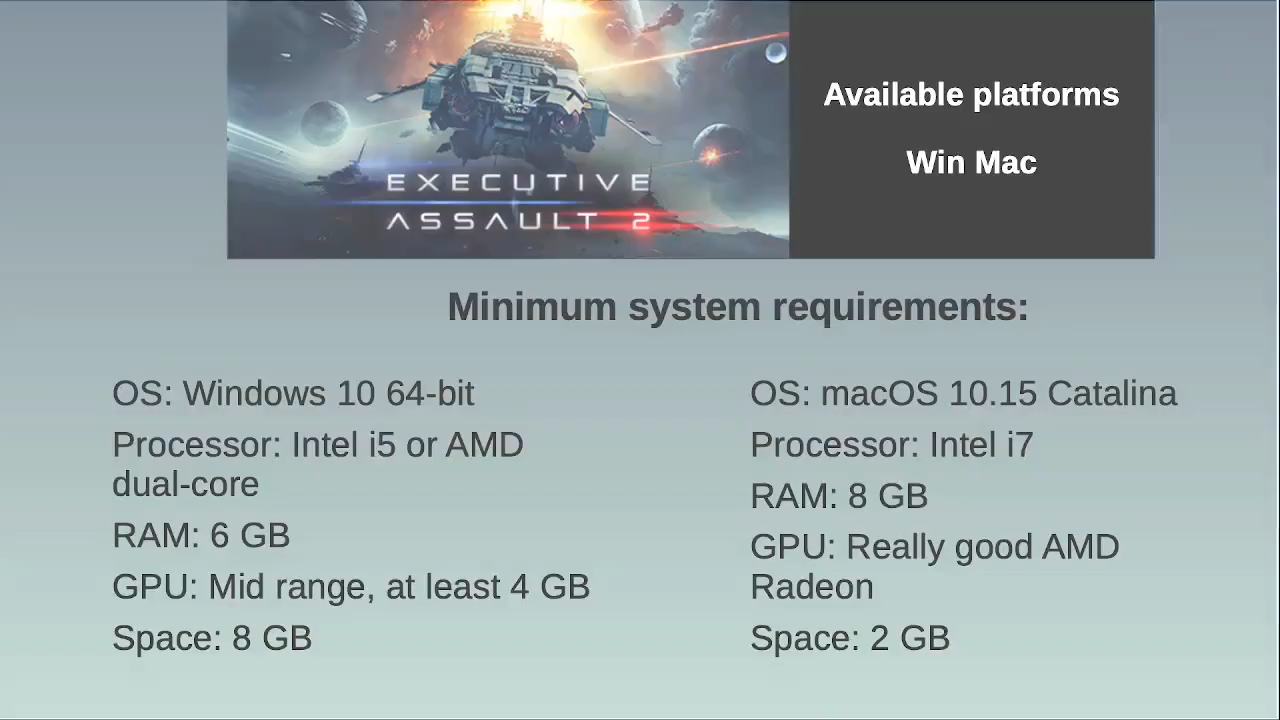 EXECUTIVE
ASSAULT 2
Available platforms
Win Mac
Minimum system requirements:
OS: Windows 10 64-bit
Processor: Intel i5 or AMD
dual-core
RAM: 6 GB
GPU: Mid range, at least 4 GB
Space: 8 GB
OS: macOS 10.15 Catalina
Processor: Intel i7
RAM: 8 GB
GPU: Really good AMD
Radeon
Space: 2 GB